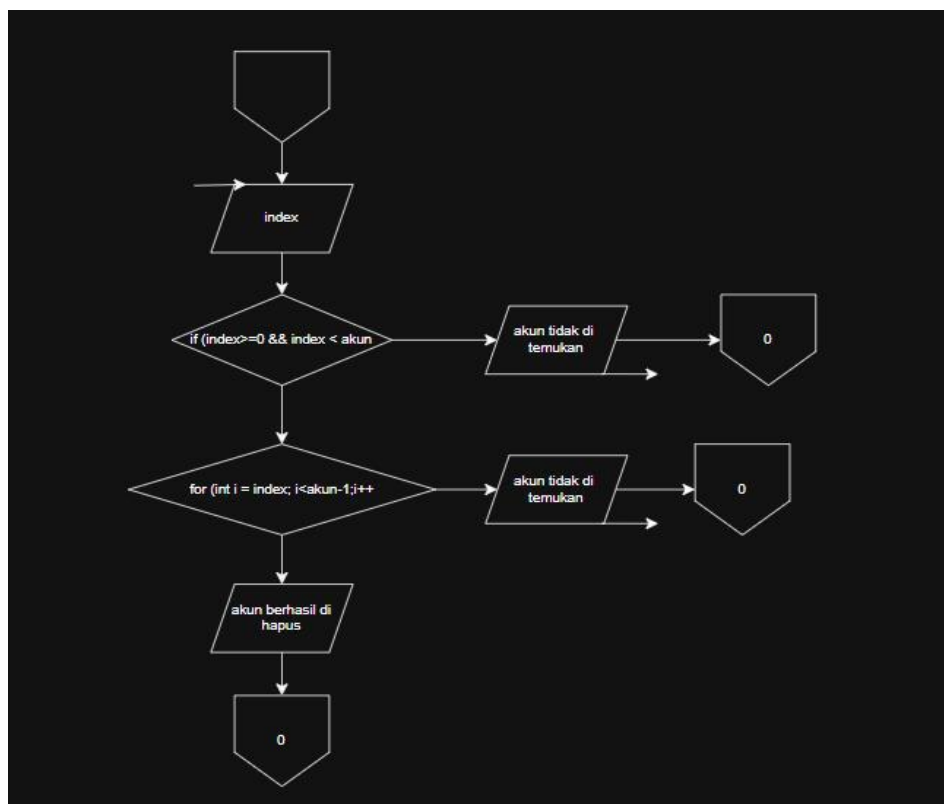 index
if (index>=0 && index < akun
akun tidak di
temukan
0
for (int i = index; i<akun-1;i++
akun tidak di
temukan
0
akun berhasil di
hapus
0